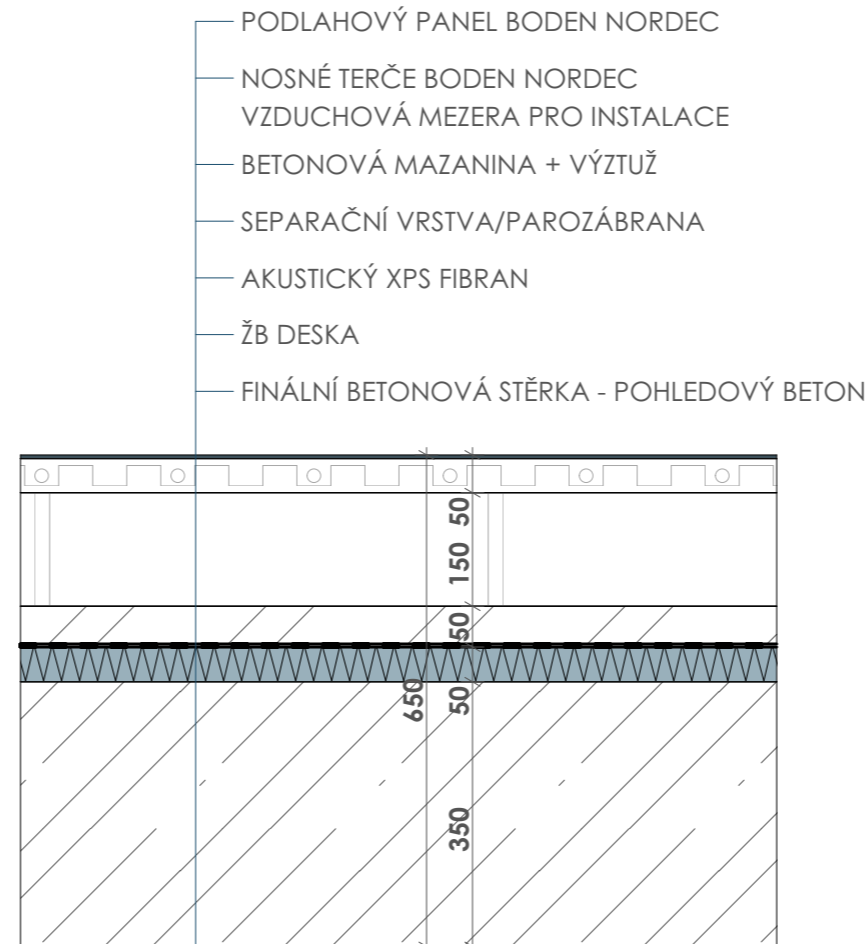 PODLAHOVÝ PANEL BODEN NORDEC
NOSNÉ TERČE BODEN NORDEC
VZDUCHOVÁ MEZERA PRO INSTALACE
BETONOVÁ MAZANINA + VÝZTUŽ
SEPARAČNÍ VRSTVA/PAROZÁBRANA
AKUSTICKÝ XPS FIBRAN
ŽB DESKA
FINÁLNÍ BETONOVÁ STĚRKA - POHLEDOVÝ BETON
50
150
50
650
50
350